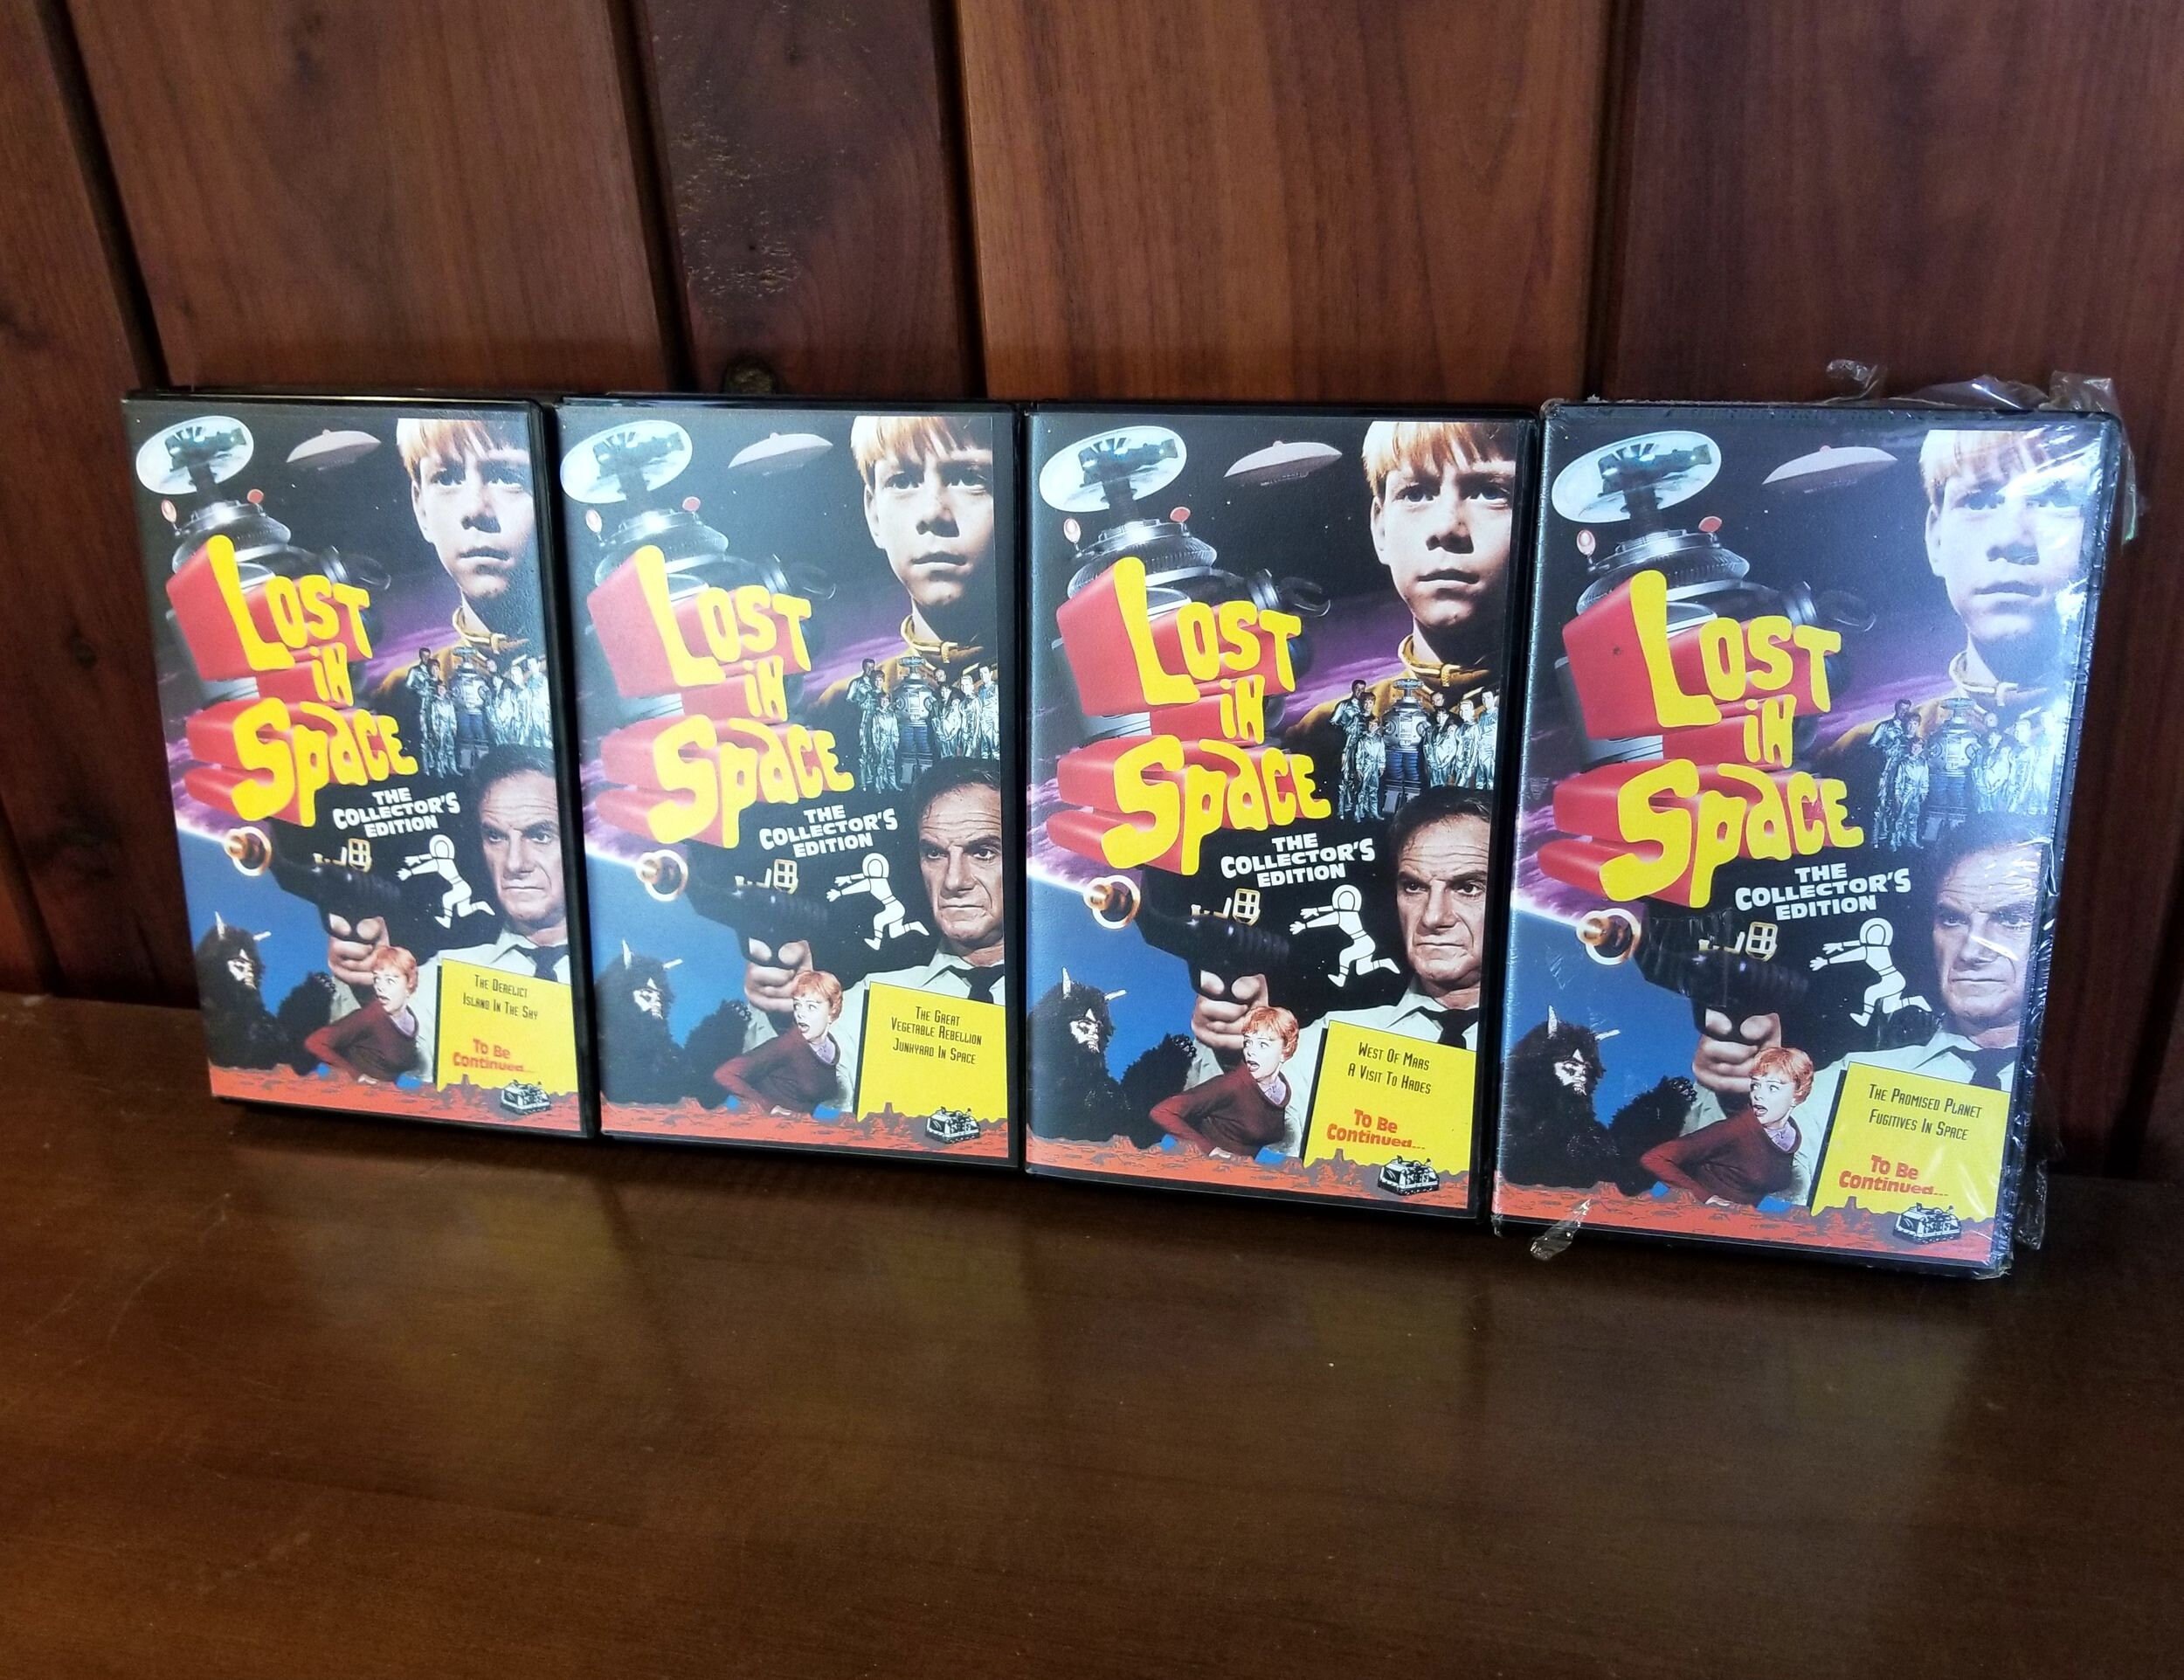 Lost
in
Space
THE
COLLECTOR'S
EDITION
The Derelict
Island In The Sky
To Be
Continued...
Lost
in
Space
THE
COLLECTOR'S
EDITION
The Great
Vegetable Rebellion
Junkyard In Space
Lost
in
Space
THE
COLLECTOR'S
EDITION
West Of Mars
A Visit To Hades
To Be
Continued...
Lost
in
Space
THE
COLLECTOR'S
EDITION
The Promised Planet
Fugitives In Space
To Be
Continued...